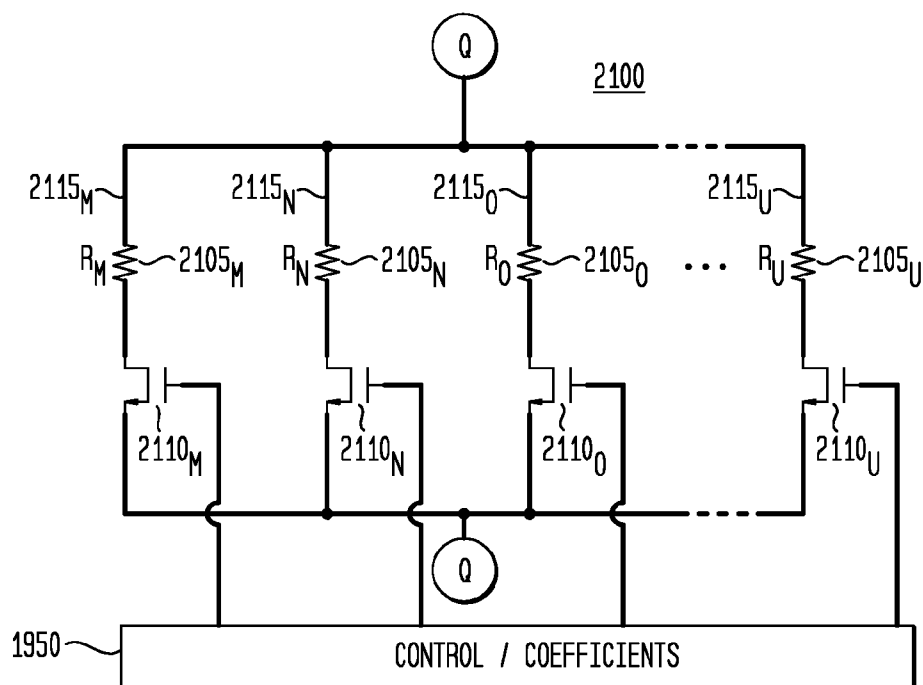 Q
2100
2115M 2115N 2115O 2115U
RM 2105M RN 2105N RO 2105O ... RU 2105U
2110M 2110N 2110O 2110U
Q
1950
CONTROL / COEFFICIENTS